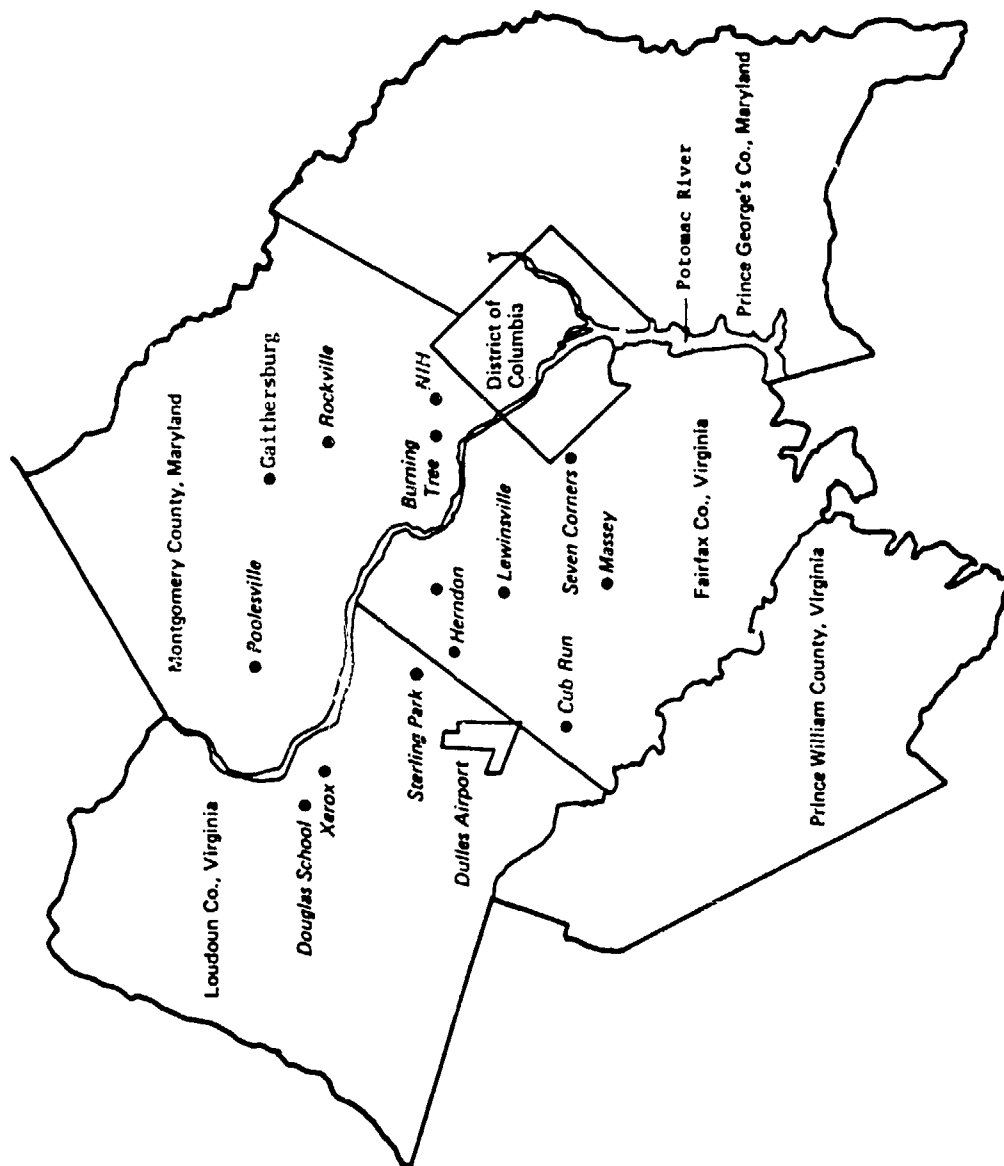 Montgomery County, Maryland
Loudoun Co., Virginia
Poolesville
Gaithersburg
Rockville
Douglas School
Xerox
Burning
Tree
NIH
Sterling Park
Herndon
Dulles Airport
Lewinsville
District of
Columbia
Cub Run
Seven Corners
Massey
Potomac River
Fairfax Co., Virginia
Prince George's Co., Maryland
Prince William County, Virginia